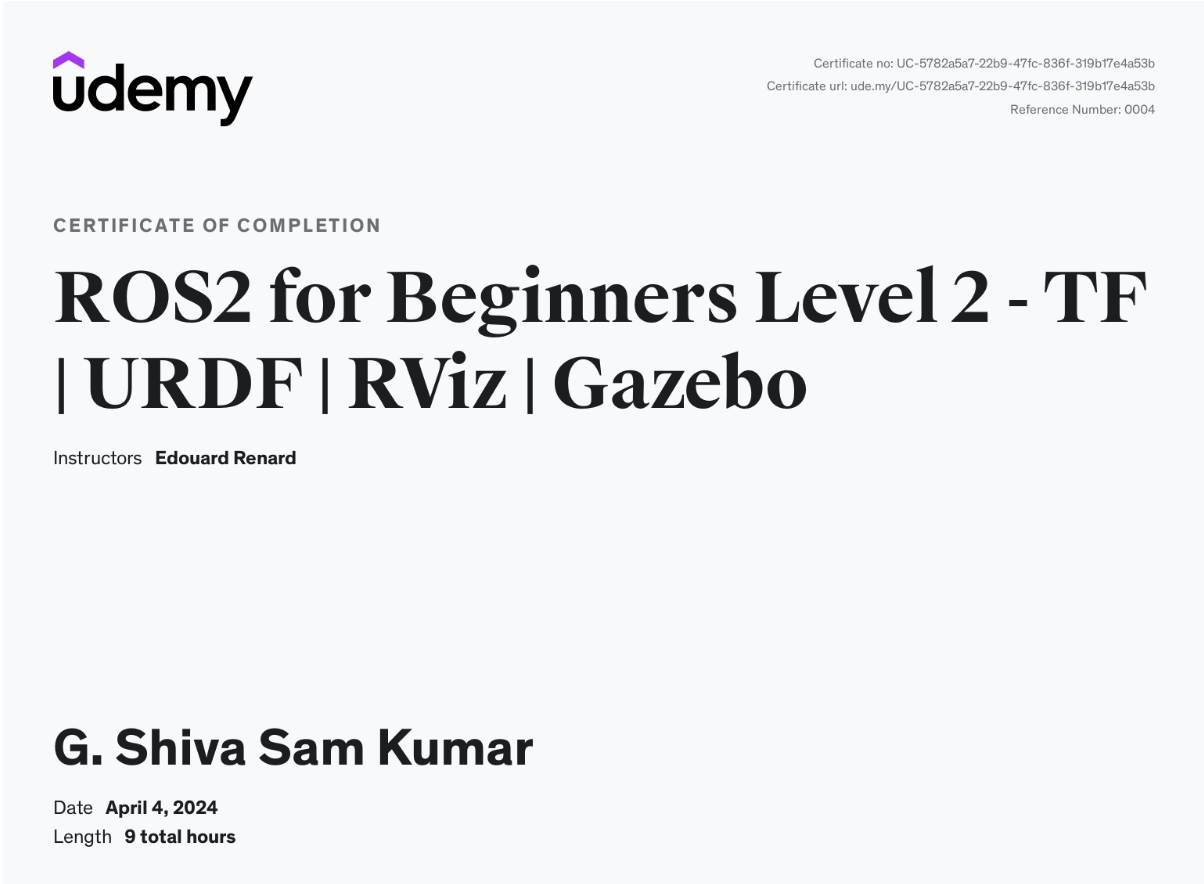 udemy
Certificate no: UC-5782a5a7-22b9-47fc-836f-319b17e4a53b
Certificate url: ude.my/UC-5782a5a7-22b9-47fc-836f-319b17e4a53b
Reference Number: 0004
CERTIFICATE OF COMPLETION
ROS2 for Beginners Level 2 - TF
| URDF | RViz | Gazebo
Instructors Edouard Renard
G. Shiva Sam Kumar
Date April 4, 2024
Length 9 total hours